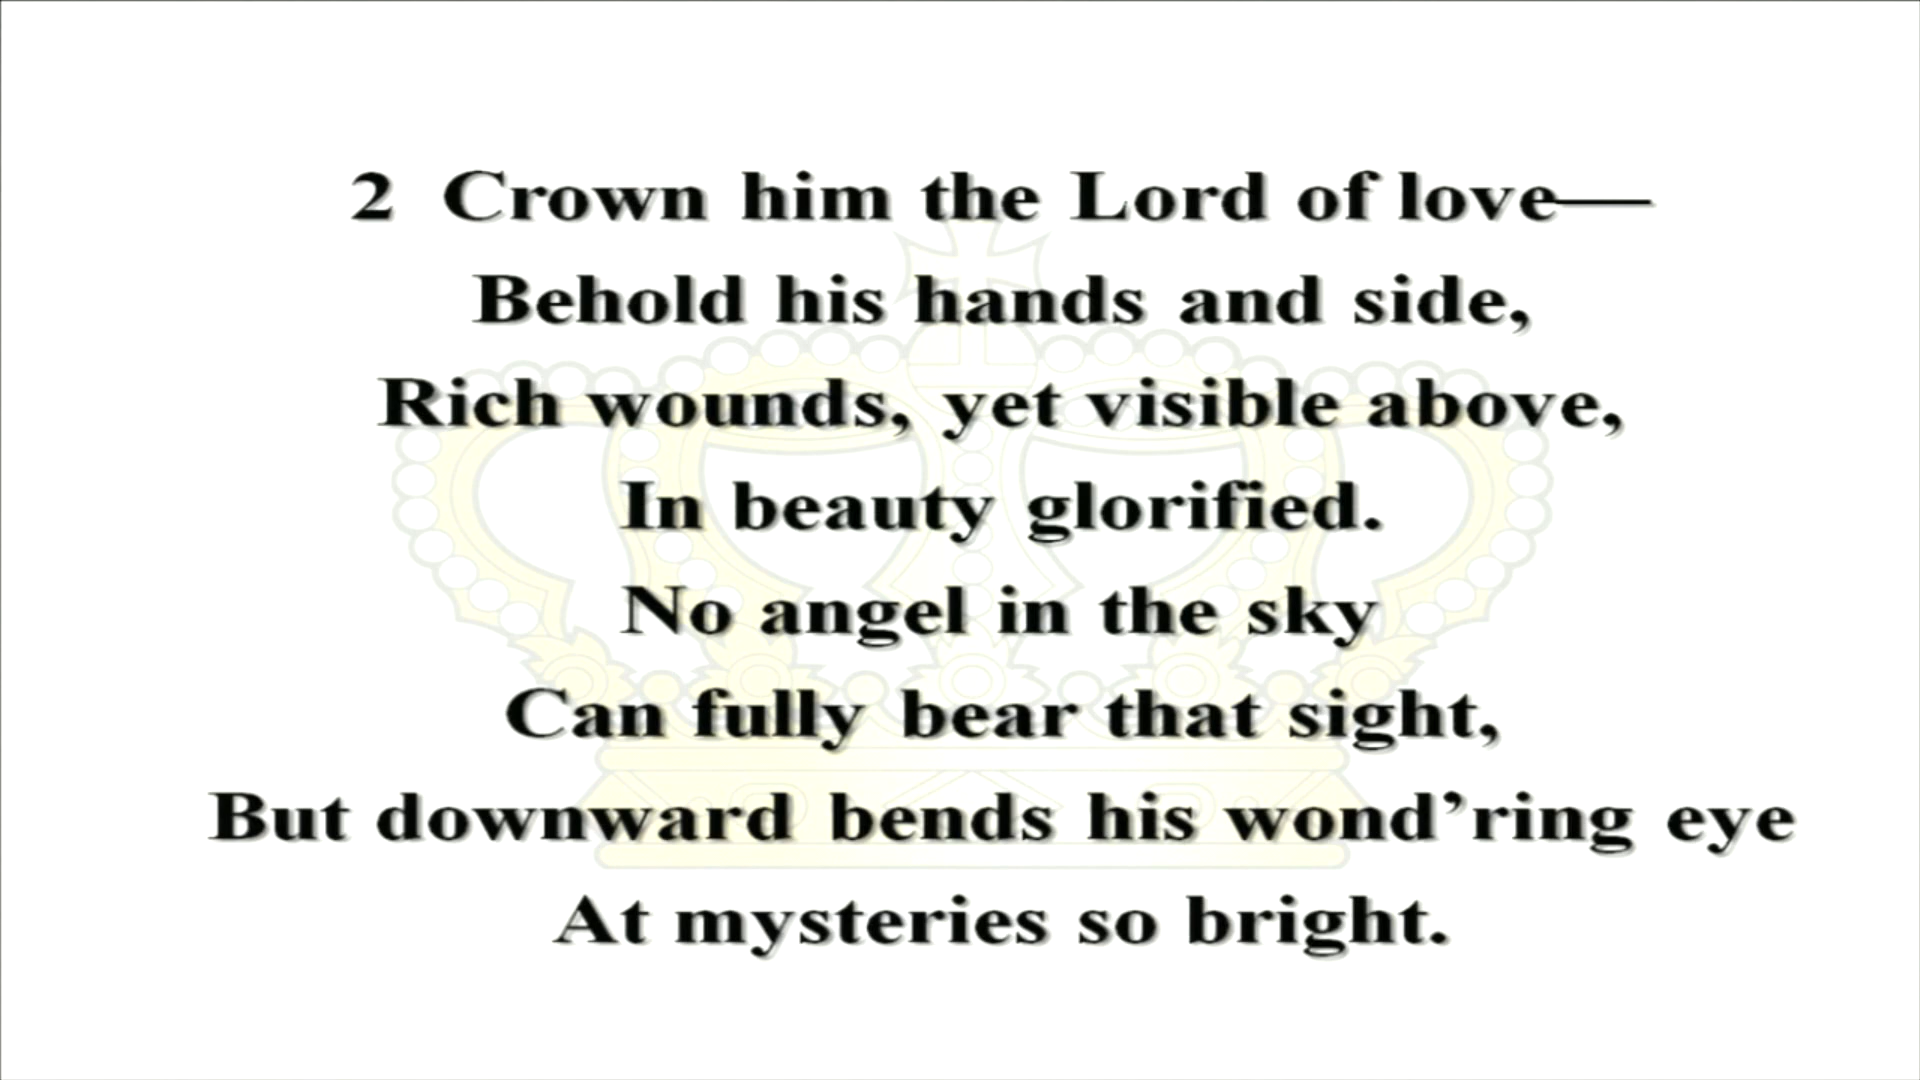 2 Crown him the Lord of love—
Behold his hands and side,
Rich wounds, yet visible above,
In beauty glorified.
No angel in the sky
Can fully bear that sight,
But downward bends his wond’ring eye
At mysteries so bright.